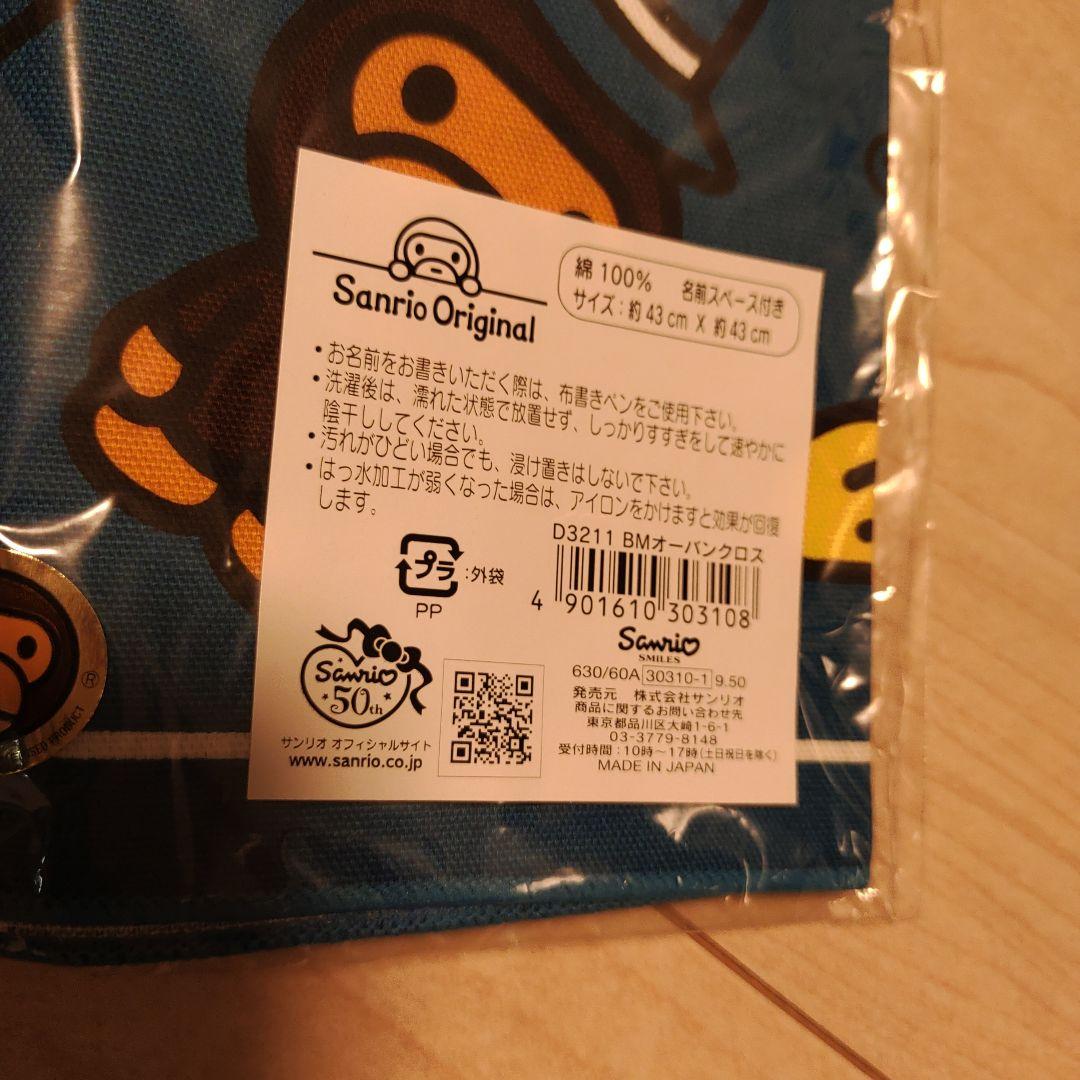 Sanrio Original
綿100% 名前スペース付き
サイズ:約43cm X 約43cm
・お名前をお書きいただく際は、布書きペンをご使用下さい。
・洗濯後は、濡れた状態で放置せず、しっかりすすぎをして速やかに
陰干ししてください。
・汚れがひどい場合でも、浸け置きはしないで下さい。
・はっ水加工が弱くなった場合は、アイロンをかけますと効果が回復
します。
D3211 BMオーバンクロス
プラ :外袋
PP
4 901610 303108
Sanrio
SMILES
630/60A 30310-1 9.50
発売元 株式会社サンリオ
商品に関するお問い合わせ先
東京都品川区大崎1-6-1
03-3779-8148
受付時間:10時〜17時(土日祝日を除く)
MADE IN JAPAN
Sanrio
50th
サンリオ オフィシャルサイト
www.sanrio.co.jp
®
PRODUCT